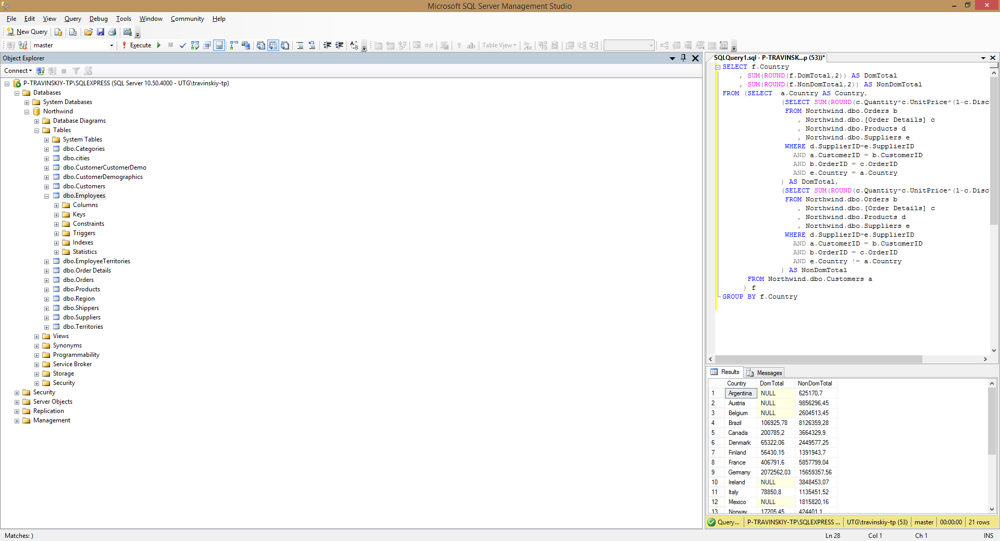 Microsoft SQL Server Management Studio
File Edit View Query Debug Tools Window Community Help
New Query
master Execute Table View
Object Explorer
Connect
P-TRAVINSKIY-TP\SQLEXPRESS (SQL Server 10.50.4000 - UTG\travinskiy-tp)
Databases
System Databases
Northwind
Database Diagrams
Tables
System Tables
dbo.Categories
dbo.cities
dbo.CustomerCustomerDemo
dbo.CustomerDemographics
dbo.Customers
dbo.Employees
Columns
Keys
Constraints
Triggers
Indexes
Statistics
dbo.EmployeeTerritories
dbo.Order Details
dbo.Orders
dbo.Products
dbo.Region
dbo.Shippers
dbo.Suppliers
dbo.Territories
Views
Synonyms
Programmability
Service Broker
Storage
Security
Security
Server Objects
Replication
Management
SQLQuery1.sql - P-TRAVINSK...p (53))*
SELECT f.Country
, SUM(ROUND(f.DomTotal,2)) AS DomTotal
, SUM(ROUND(f.NonDomTotal,2)) AS NonDomTotal
FROM (SELECT a.Country AS Country,
(SELECT SUM(ROUND(c.Quantity*c.UnitPrice*(1-c.Disc
FROM Northwind.dbo.Orders b
, Northwind.dbo.[Order Details] c
, Northwind.dbo.Products d
, Northwind.dbo.Suppliers e
WHERE d.SupplierID=e.SupplierID
AND a.CustomerID = b.CustomerID
AND b.OrderID = c.OrderID
AND e.Country = a.Country
) AS DomTotal,
(SELECT SUM(ROUND(c.Quantity*c.UnitPrice*(1-c.Disc
FROM Northwind.dbo.Orders b
, Northwind.dbo.[Order Details] c
, Northwind.dbo.Products d
, Northwind.dbo.Suppliers e
WHERE d.SupplierID=e.SupplierID
AND a.CustomerID = b.CustomerID
AND b.OrderID = c.OrderID
AND e.Country != a.Country
) AS NonDomTotal
FROM Northwind.dbo.Customers a
) f
GROUP BY f.Country
Results Messages
Country DomTotal NonDomTotal
1 Argentina NULL 625170,7
2 Austria NULL 9856296,45
3 Belgium NULL 2604513,45
4 Brazil 106925,78 8126359,28
5 Canada 200785,2 3664329,9
6 Denmark 65322,06 2449577,25
7 Finland 56430,15 1391943,7
8 France 406791,6 5857799,04
9 Germany 2072562,03 15659357,56
10 Ireland NULL 3848453,07
11 Italy 78850,8 1135451,52
12 Mexico NULL 1815820,16
13 Norway 17205,45 424401,1
Query... P-TRAVINSKIY-TP\SQLEXPRESS ... UTG\travinskiy-tp (53) master 00:00:00 21 rows
Matches: ) Ln 28 Col 1 Ch 1 INS